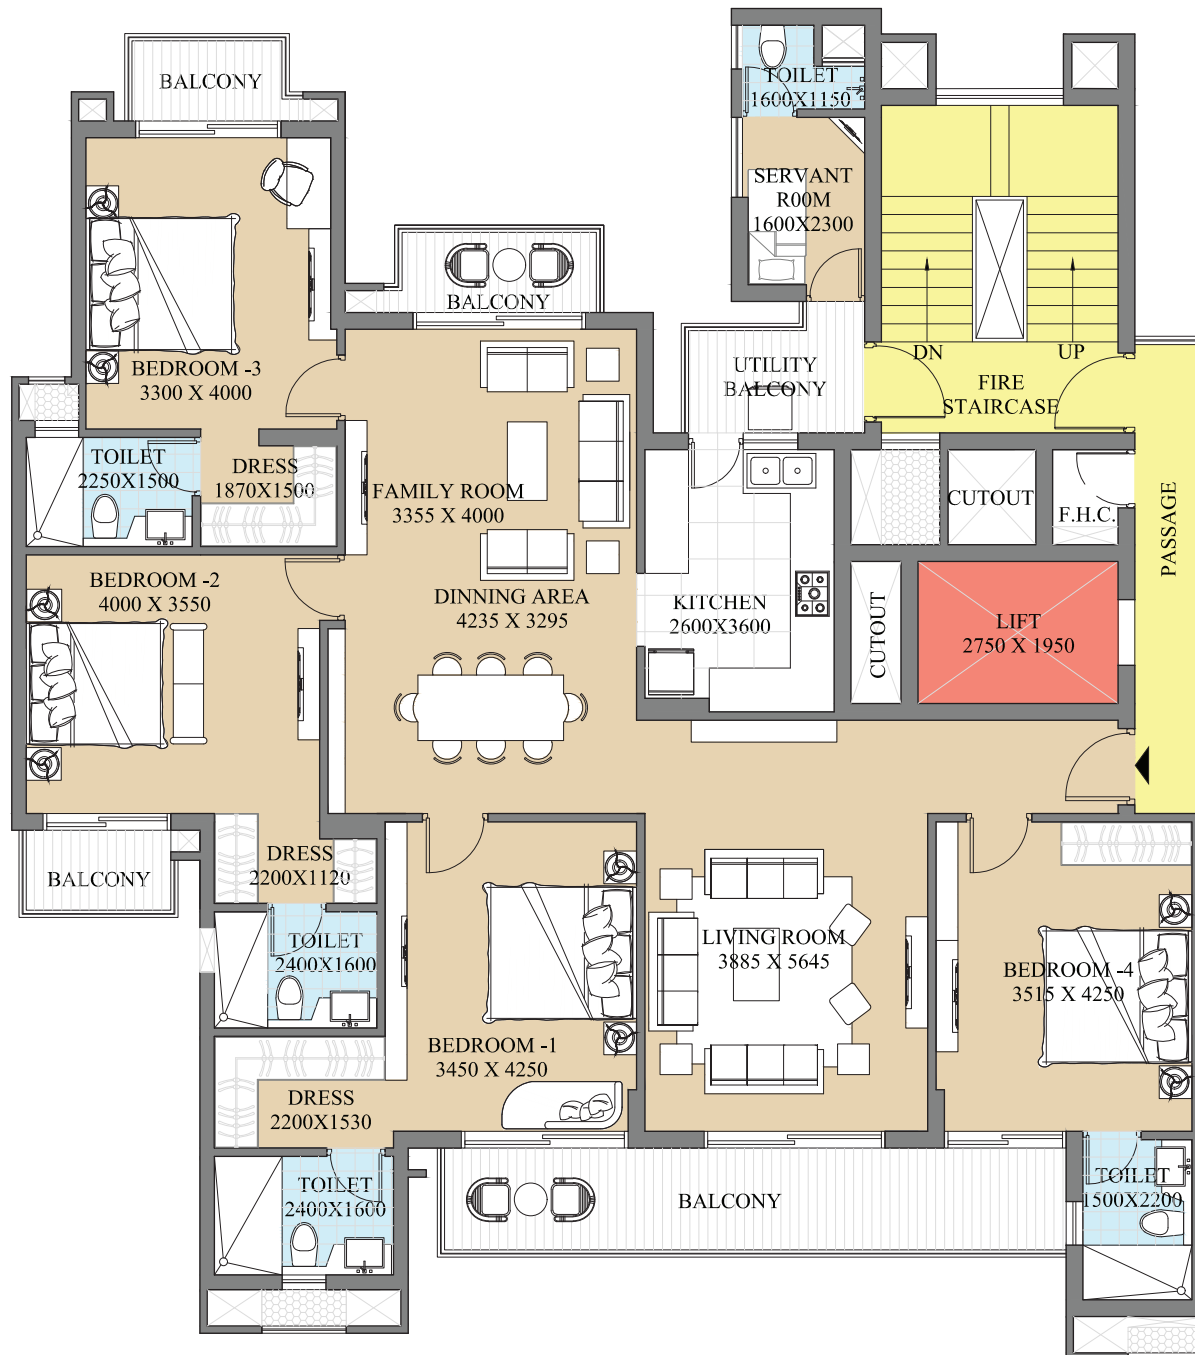 BALCONY
TOILET
1600X1150
SERVANT
R00M
1600X2300
BALCONY
BEDROOM -3
3300 X 4000
UTILITY
BALCONY
DN
UP
FIRE
STAIRCASE
TOILET
2250X1500
DRESS
1870X1500
FAMILY ROOM
3355 X 4000
CUTOUT
F.H.C.
PASSAGE
BEDROOM -2
4000 X 3550
DINNING AREA
4235 X 3295
KITCHEN
2600X3600
CUTOUT
LIFT
2750 X 1950
BALCONY
DRESS
2200X1120
TOILET
2400X1600
LIVING ROOM
3885 X 5645
BEDROOM -4
3515 X 4250
BEDROOM -1
3450 X 4250
DRESS
2200X1530
TOILET
2400X1600
BALCONY
TOILET
1500X2200